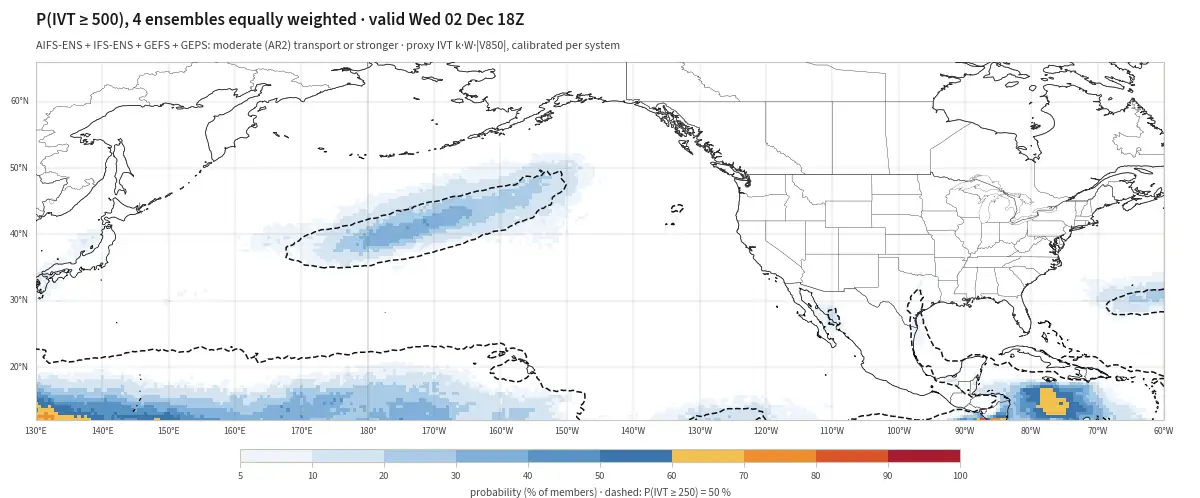 P(IVT ≥ 500), 4 ensembles equally weighted · valid Wed 02 Dec 18Z
AIFS-ENS + IFS-ENS + GEFS + GEPS: moderate (AR2) transport or stronger · proxy IVT k·W·|V850|, calibrated per system
60°N
50°N
40°N
30°N
20°N
130°E 140°E 150°E 160°E 170°E 180° 170°W 160°W 150°W 140°W 130°W 120°W 110°W 100°W 90°W 80°W 70°W 60°W
5 10 20 30 40 50 60 70 80 90 100
probability (% of members) · dashed: P(IVT ≥ 250) = 50 %